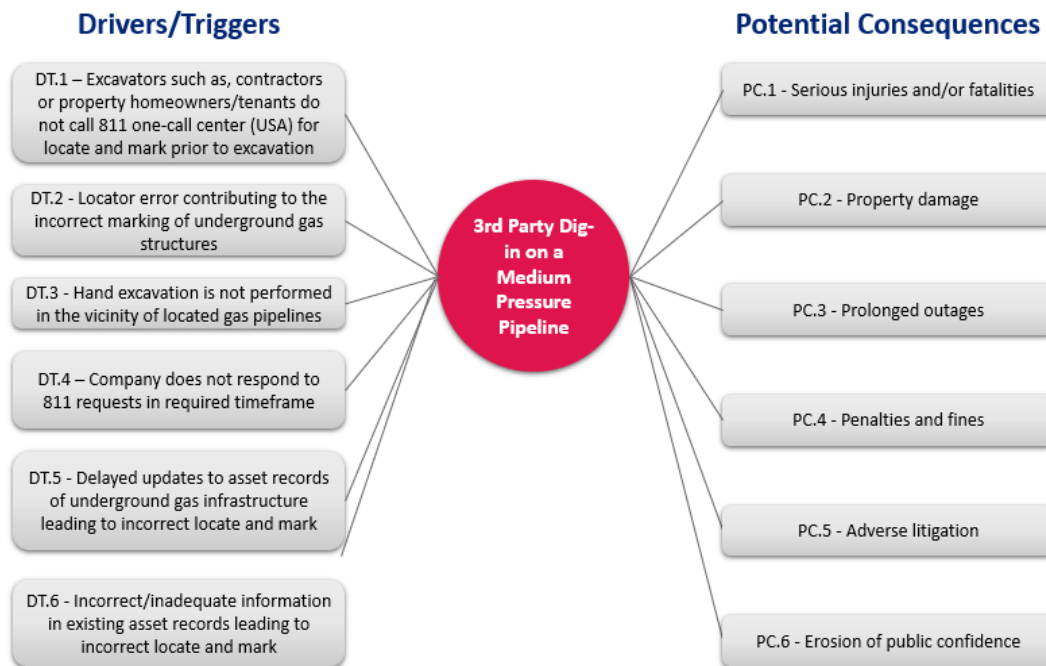 Drivers/Triggers
DT.1 – Excavators such as, contractors
or property homeowners/tenants do
not call 811 one-call center (USA) for
locate and mark prior to excavation
DT.2 - Locator error contributing to the
incorrect marking of underground gas
structures
DT.3 - Hand excavation is not performed
in the vicinity of located gas pipelines
DT.4 – Company does not respond to
811 requests in required timeframe
DT.5 - Delayed updates to asset records
of underground gas infrastructure
leading to incorrect locate and mark
DT.6 - Incorrect/inadequate information
in existing asset records leading to
incorrect locate and mark
3rd Party Dig-
in on a
Medium
Pressure
Pipeline
Potential Consequences
PC.1 - Serious injuries and/or fatalities
PC.2 - Property damage
PC.3 - Prolonged outages
PC.4 - Penalties and fines
PC.5 - Adverse litigation
PC.6 - Erosion of public confidence